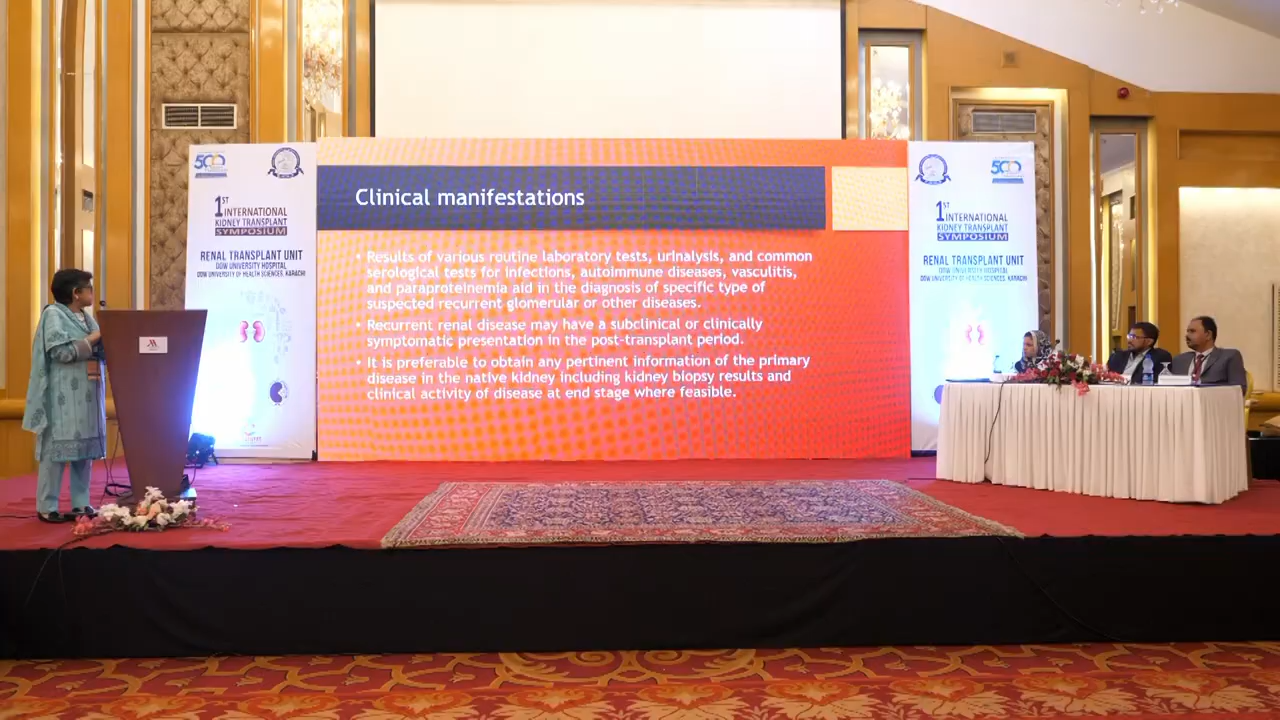 500
1ST
INTERNATIONAL
KIDNEY TRANSPLANT
SYMPOSIUM
RENAL TRANSPLANT UNIT
DOW UNIVERSITY HOSPITAL,
DOW UNIVERSITY OF HEALTH SCIENCES, KARACHI
Clinical manifestations
• Results of various routine laboratory tests, urinalysis, and common
serological tests for infections, autoimmune diseases, vasculitis,
and paraproteinemia aid in the diagnosis of specific type of
suspected recurrent glomerular or other diseases.
• Recurrent renal disease may have a subclinical or clinically
symptomatic presentation in the post-transplant period.
• It is preferable to obtain any pertinent information of the primary
disease in the native kidney including kidney biopsy results and
clinical activity of disease at end stage where feasible.
500
1ST
INTERNATIONAL
KIDNEY TRANSPLANT
SYMPOSIUM
RENAL TRANSPLANT UNIT
DOW UNIVERSITY HOSPITAL,
DOW UNIVERSITY OF HEALTH SCIENCES, KARACHI